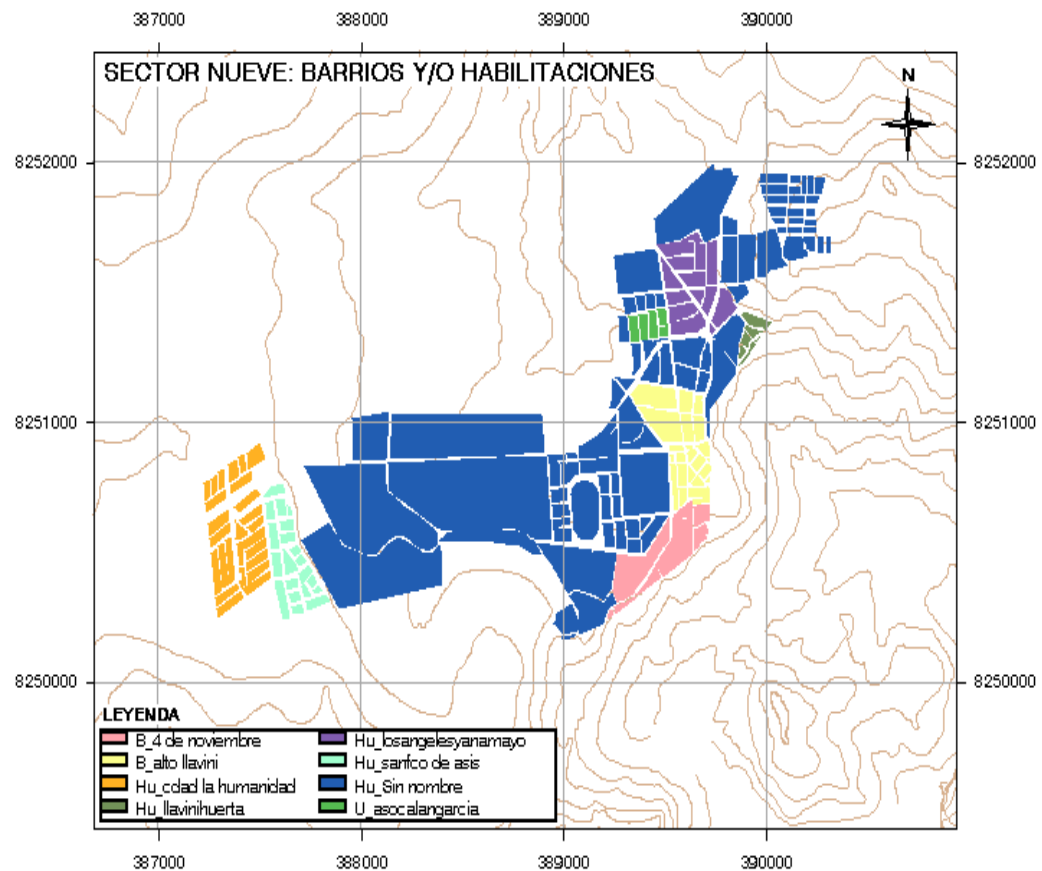 387000 388000 389000 390000
SECTOR NUEVE: BARRIOS Y/O HABILITACIONES
N
8252000 8252000
8251000 8251000
8250000 8250000
LEYENDA
B_4 de noviembre Hu_losangelesyanamayo
B_alto llavini Hu_sanfco de asis
Hu_cdad la humanidad Hu_Sin nombre
Hu_llavinihuerta U_asocalangarcia
387000 388000 389000 390000